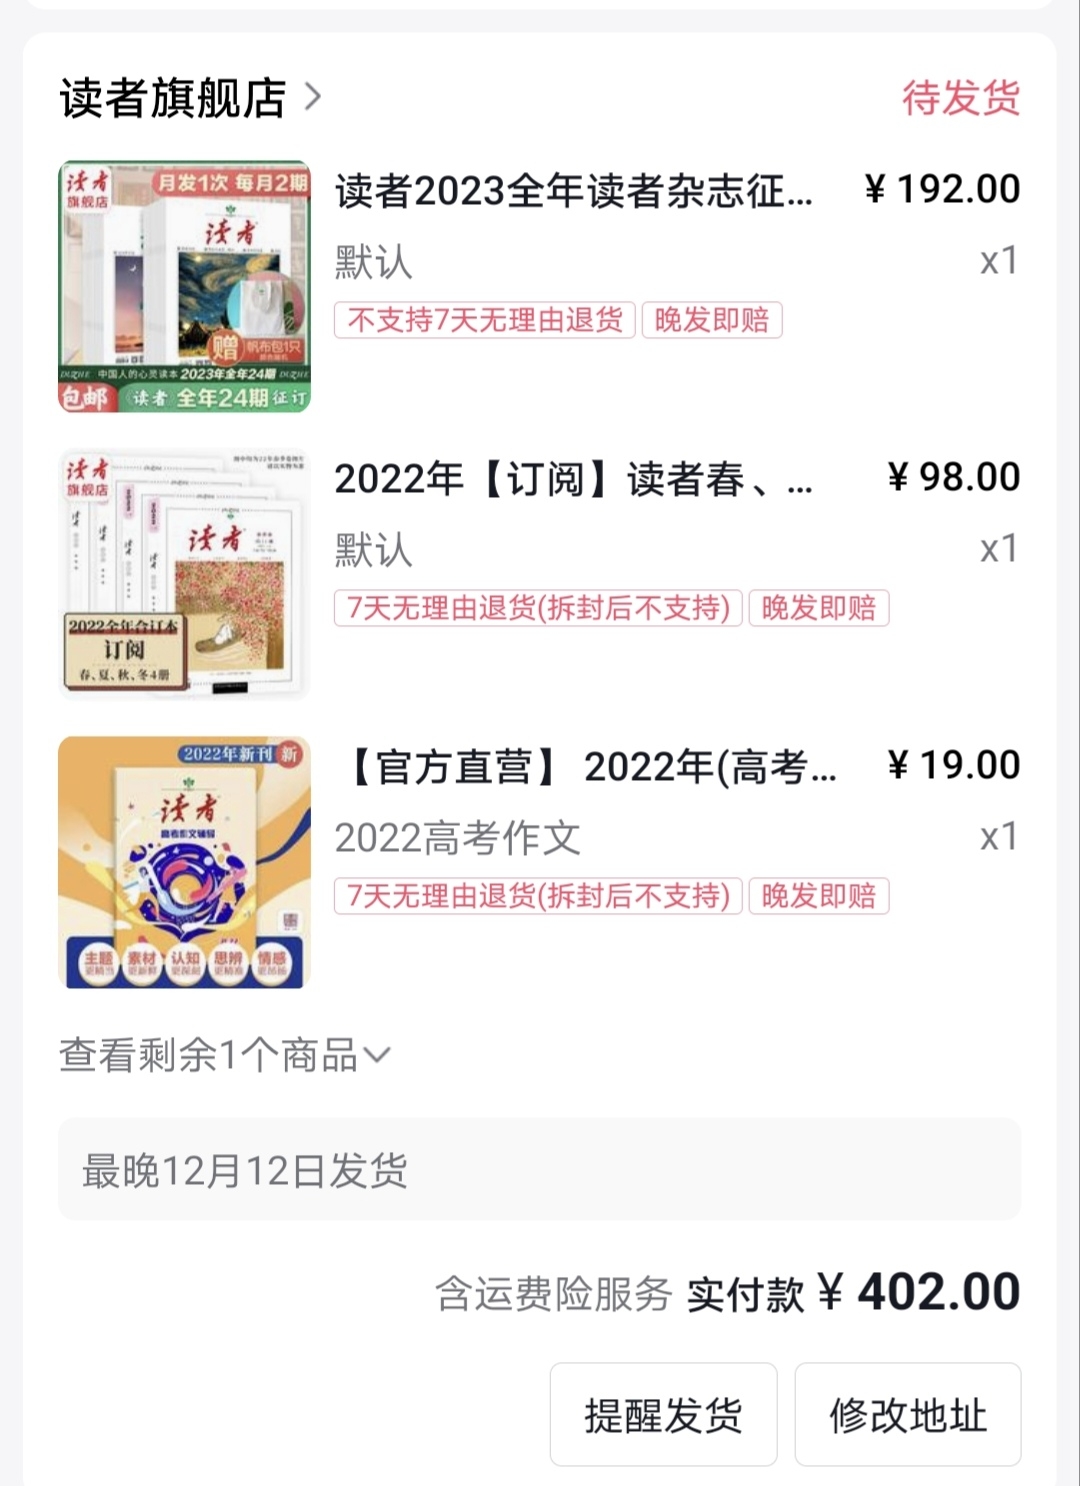 读者旗舰店
待发货
读者
旗舰店
月发1次 每月2期
读者
赠
帆布包1只
DUZHE 中国人的心灵读本 2023年全年24期 DUZHE
包邮 《读者》全年24期征订
读者2023全年读者杂志征...
¥ 192.00
默认
x1
不支持7天无理由退货
晚发即赔
读者
旗舰店
读者
2022全年合订本
订阅
春、夏、秋、冬4册
2022年【订阅】读者春、...
¥ 98.00
默认
x1
7天无理由退货(拆封后不支持)
晚发即赔
2022年新刊 新
读者
高考作文辅导
主题 素材 认知 思辨 情感
【官方直营】 2022年(高考...
¥ 19.00
2022高考作文
x1
7天无理由退货(拆封后不支持)
晚发即赔
查看剩余1个商品
最晚12月12日发货
含运费险服务 实付款 ¥ 402.00
提醒发货
修改地址